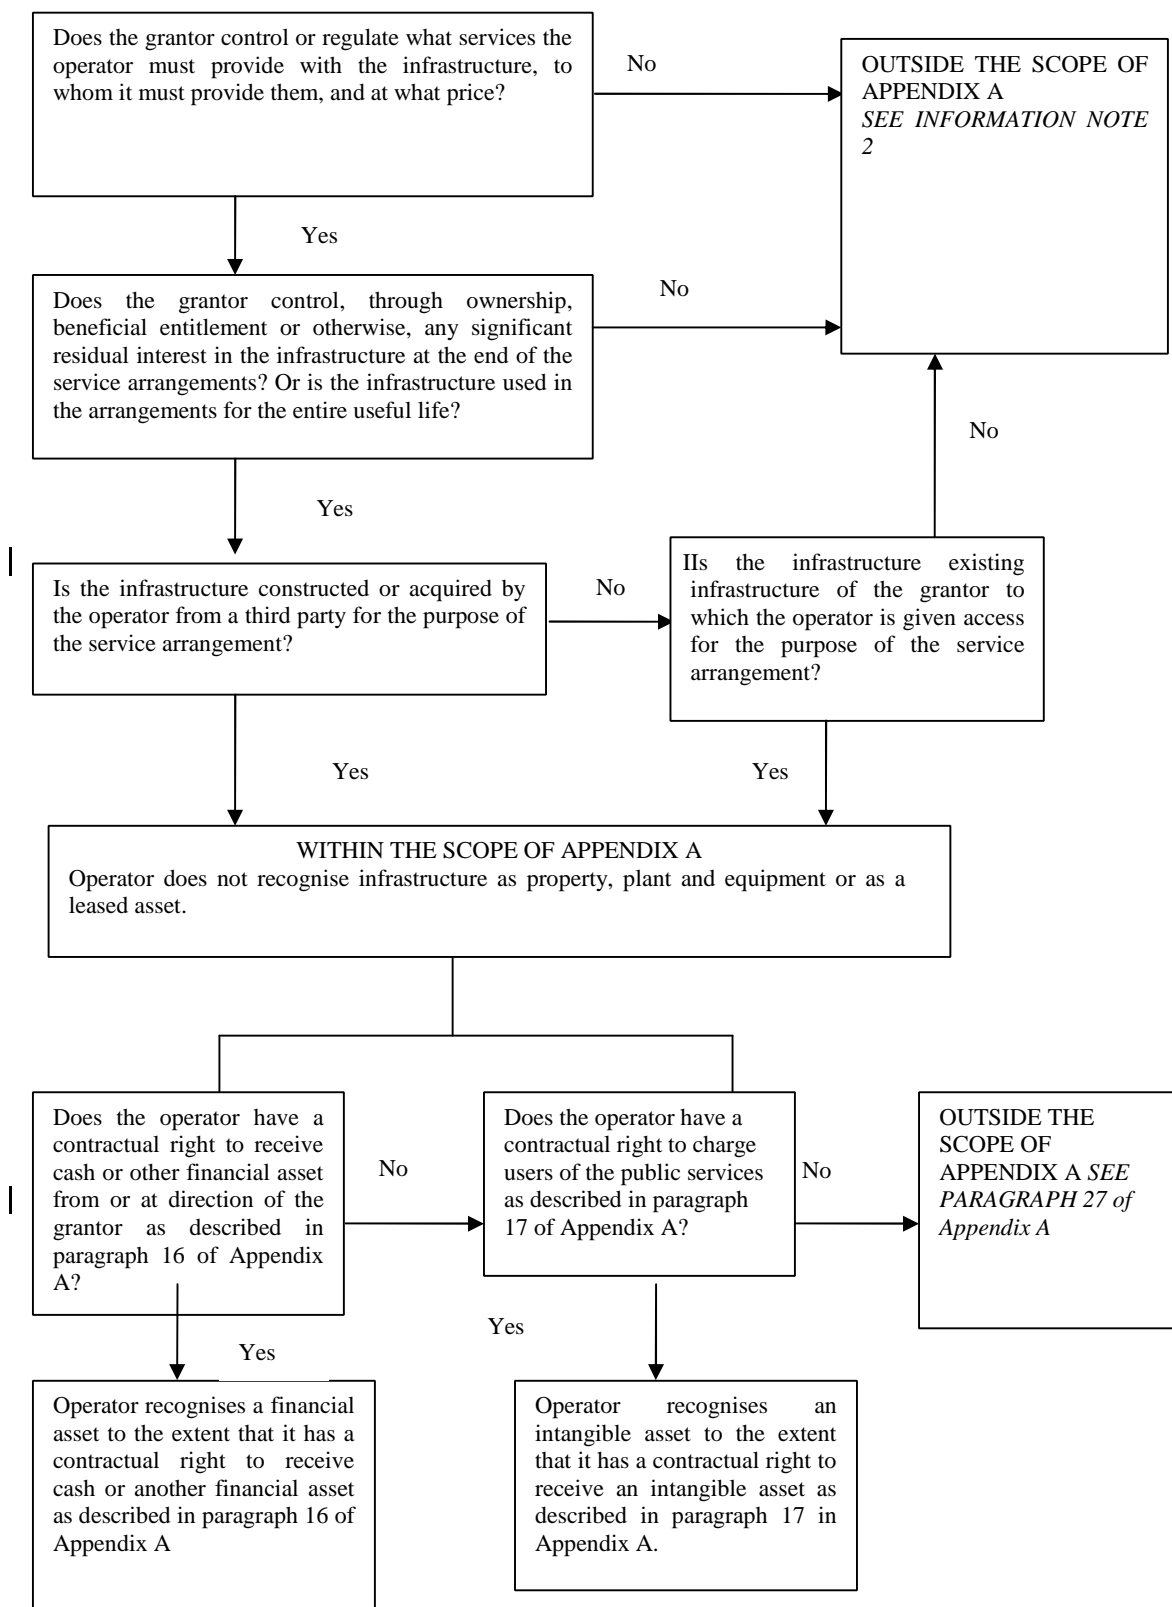 Does the grantor control or regulate what services the
operator must provide with the infrastructure, to
whom it must provide them, and at what price?
No
OUTSIDE THE SCOPE OF
APPENDIX A
SEE INFORMATION NOTE
2
Yes
Does the grantor control, through ownership,
beneficial entitlement or otherwise, any significant
residual interest in the infrastructure at the end of the
service arrangements? Or is the infrastructure used in
the arrangements for the entire useful life?
No
No
Yes
Is the infrastructure constructed or acquired by
the operator from a third party for the purpose of
the service arrangement?
No
IIs the infrastructure existing
infrastructure of the grantor to
which the operator is given access
for the purpose of the service
arrangement?
Yes
Yes
WITHIN THE SCOPE OF APPENDIX A
Operator does not recognise infrastructure as property, plant and equipment or as a
leased asset.
Does the operator have a
contractual right to receive
cash or other financial asset
from or at direction of the
grantor as described in
paragraph 16 of Appendix
A?
No
Does the operator have a
contractual right to charge
users of the public services
as described in paragraph
17 of Appendix A?
No
OUTSIDE THE
SCOPE OF
APPENDIX A SEE
PARAGRAPH 27 of
Appendix A
Yes
Yes
Operator recognises a financial
asset to the extent that it has a
contractual right to receive
cash or another financial asset
as described in paragraph 16 of
Appendix A
Operator recognises an
intangible asset to the extent
that it has a contractual right to
receive an intangible asset as
described in paragraph 17 in
Appendix A.